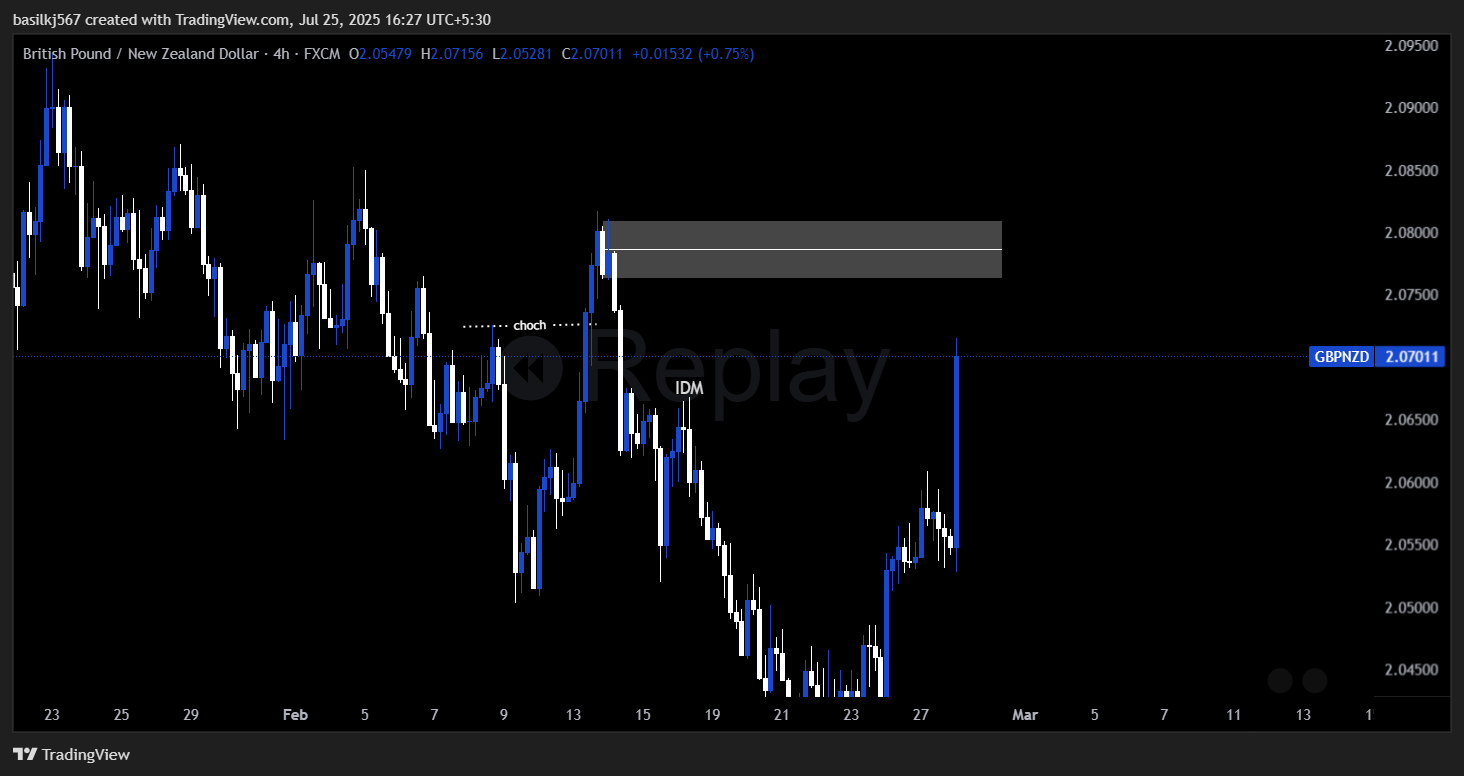 basilkj567 created with TradingView.com, Jul 25, 2025 16:27 UTC+5:30
British Pound / New Zealand Dollar · 4h · FXCM O2.05479 H2.07156 L2.05281 C2.07011 +0.01532 (+0.75%)
2.09500
2.09000
2.08500
2.08000
2.07500
choch
Replay
GBPNZD 2.07011
IDM
2.06500
2.06000
2.05500
2.05000
2.04500
23 25 29 Feb 5 7 9 13 15 19 21 23 27 Mar 5 7 11 13
TradingView